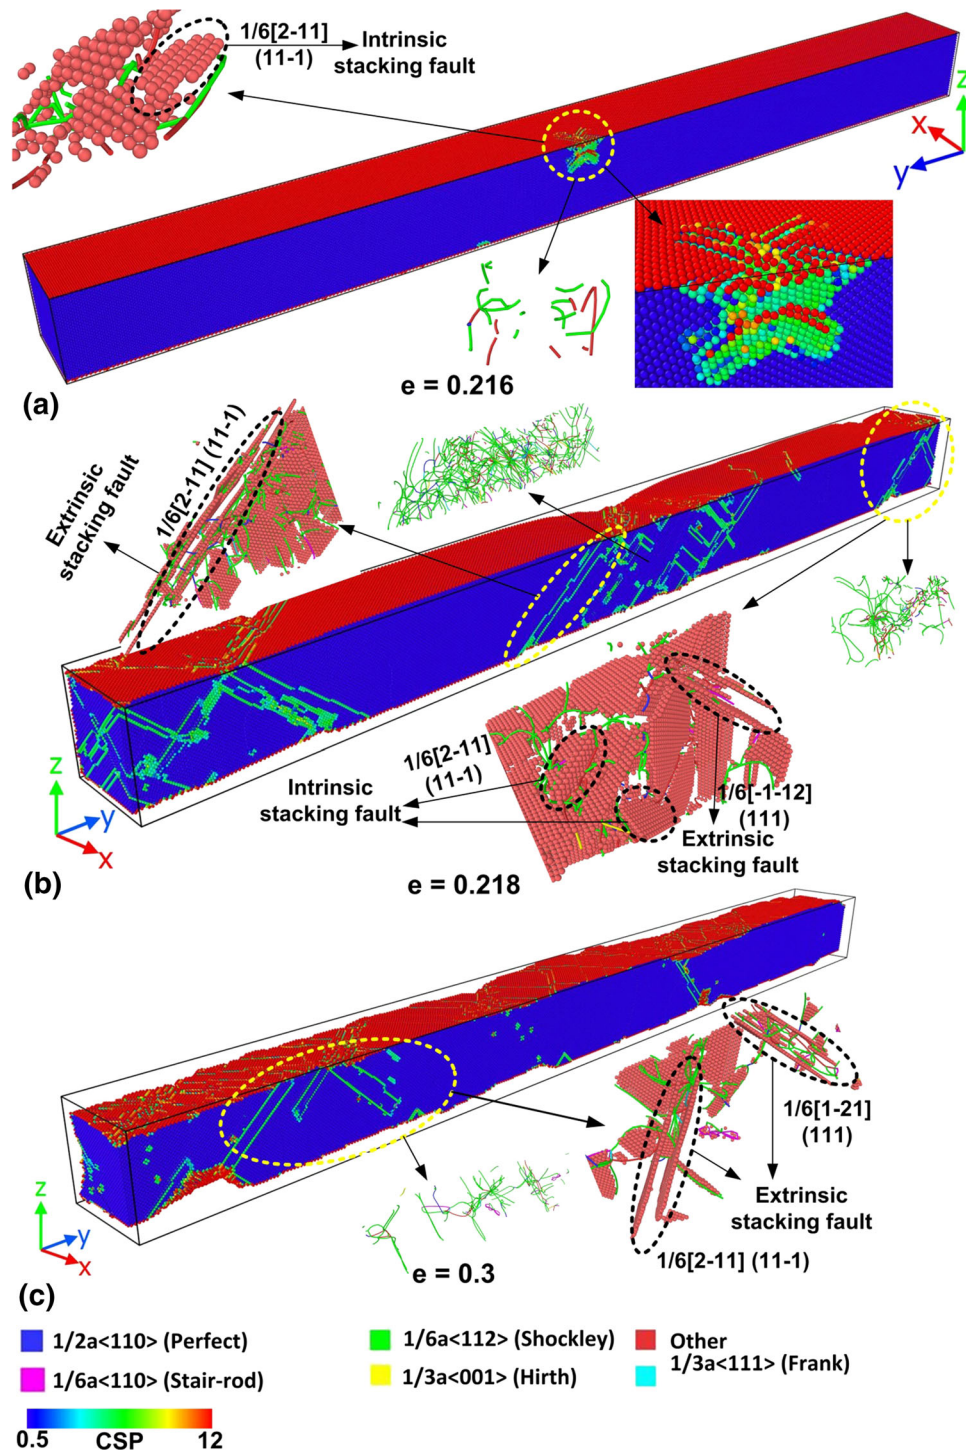 1/6[2-11]
(11-1)
Intrinsic
stacking fault
z
x
y
e = 0.216
(a)
Extrinsic
stacking fault
1/6[2-11] (11-1)
1/6[2-11]
(11-1)
Intrinsic
stacking fault
1/6[-1-12]
(111)
Extrinsic
stacking fault
z
y
x
e = 0.218
(b)
1/6[1-21]
(111)
Extrinsic
stacking fault
1/6[2-11] (11-1)
z
y
x
e = 0.3
(c)
1/2a<110> (Perfect)
1/6a<112> (Shockley)
Other
1/6a<110> (Stair-rod)
1/3a<001> (Hirth)
1/3a<111> (Frank)
0.5 CSP 12